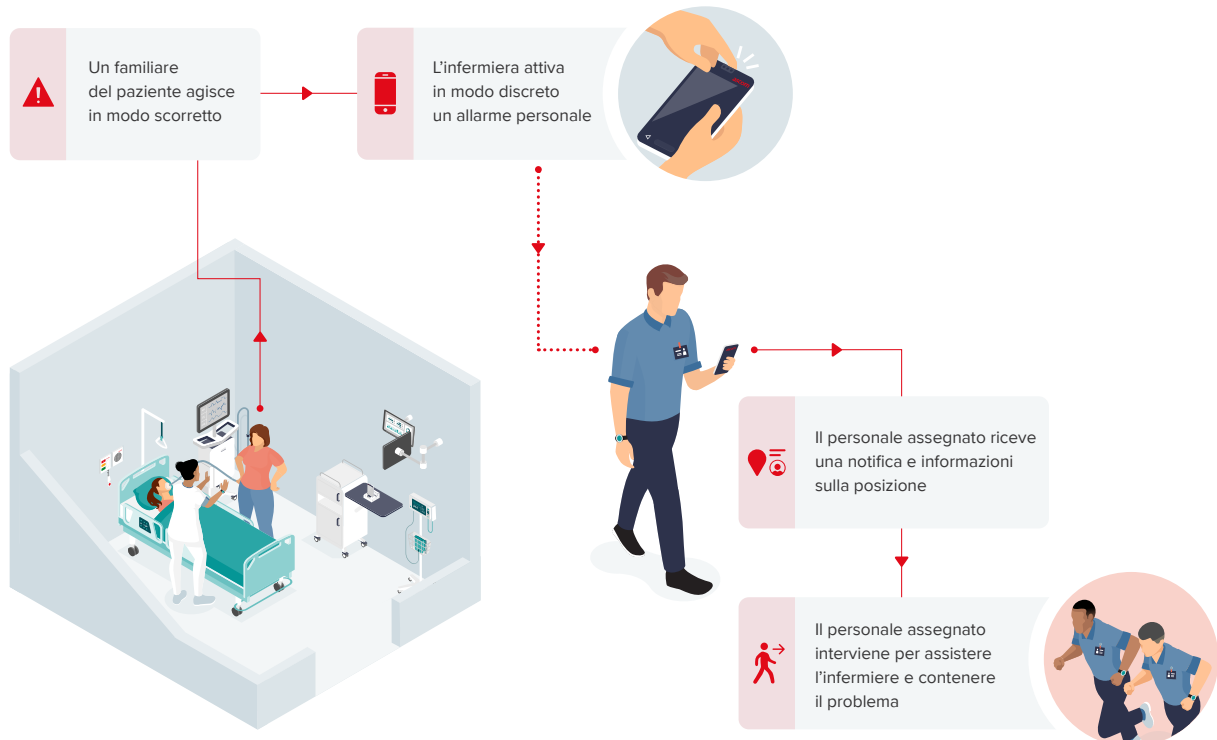 Un familiare
del paziente agisce
in modo scorretto
L'infermiera attiva
in modo discreto
un allarme personale
Il personale assegnato riceve
una notifica e informazioni
sulla posizione
Il personale assegnato
interviene per assistere
l'infermiere e contenere
il problema